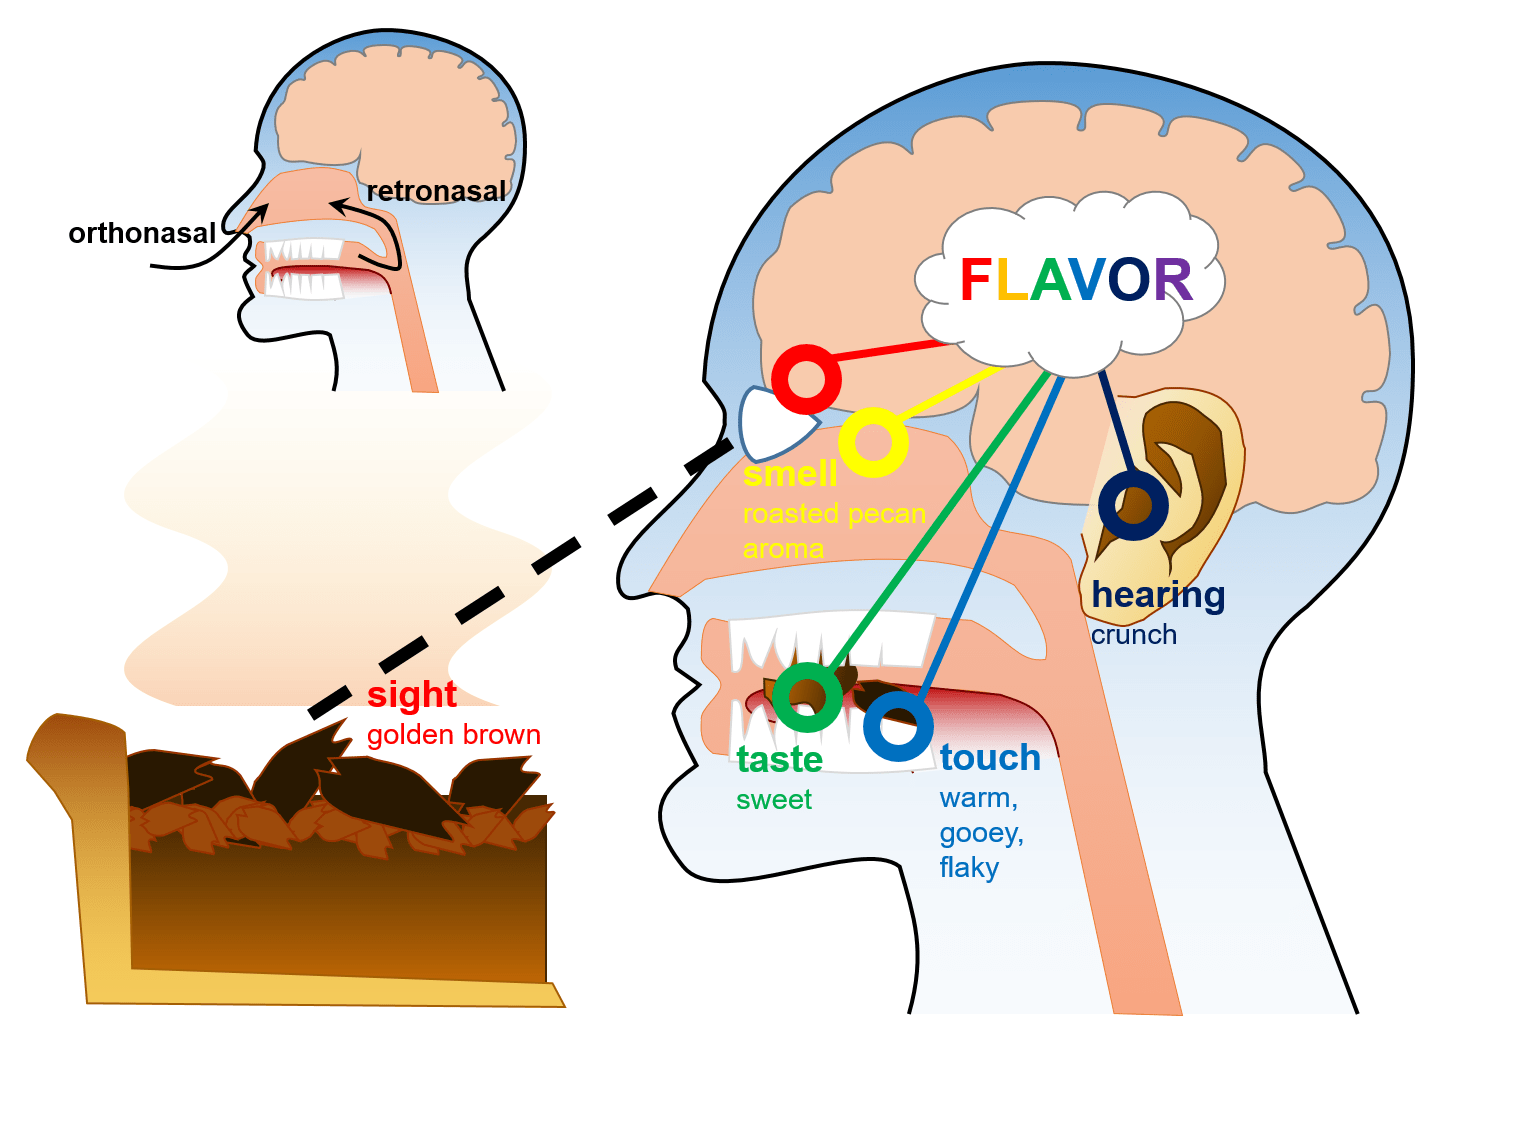 retronasal
orthonasal
FLAVOR
smell
roasted pecan
aroma
hearing
crunch
sight
golden brown
taste
sweet
touch
warm,
gooey,
flaky